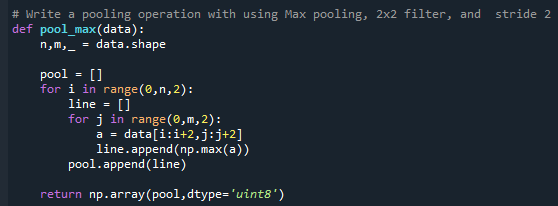 # Write a pooling operation with using Max pooling, 2x2 filter, and  stride 2
def pool_max(data):
    n,m,_ = data.shape

    pool = []
    for i in range(0,n,2):
        line = []
        for j in range(0,m,2):
            a = data[i:i+2,j:j+2]
            line.append(np.max(a))
        pool.append(line)

    return np.array(pool,dtype='uint8')